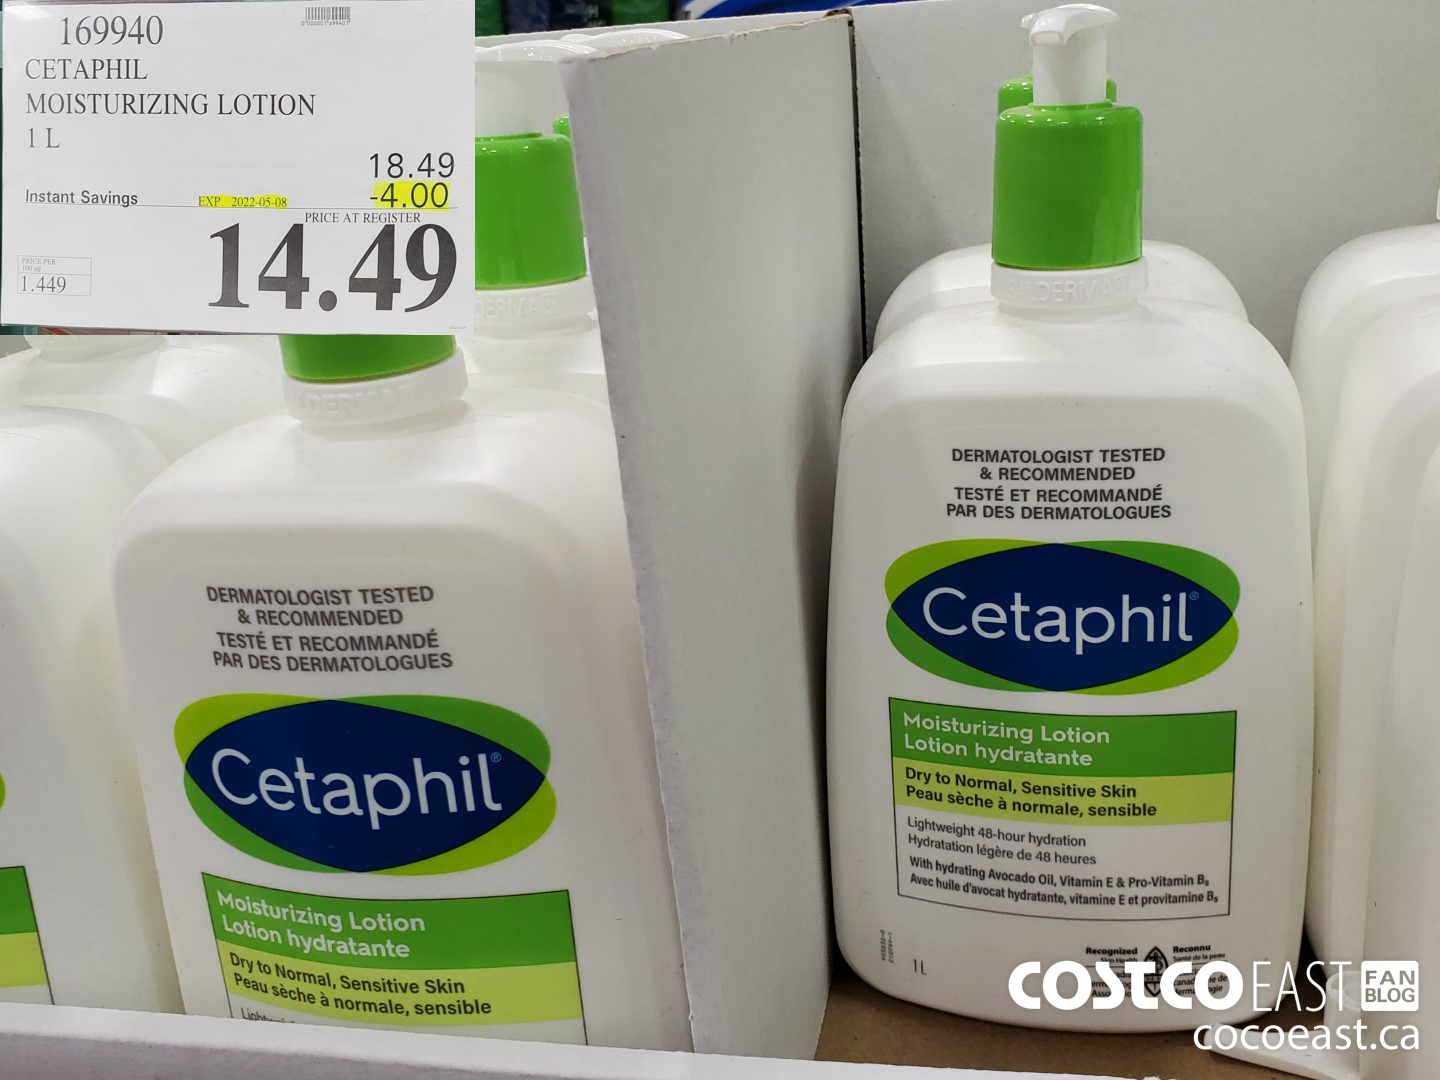 169940
CETAPHIL
MOISTURIZING LOTION
1 L
18.49
Instant Savings EXP. 2022-05-08 -4.00
PRICE AT REGISTER
14.49
PRICE PER
100 ml
1.449
DERMATOLOGIST TESTED
& RECOMMENDED
TESTÉ ET RECOMMANDÉ
PAR DES DERMATOLOGUES
Cetaphil®
Moisturizing Lotion
Lotion hydratante
Dry to Normal, Sensitive Skin
Peau sèche à normale, sensible
DERMATOLOGIST TESTED
& RECOMMENDED
TESTÉ ET RECOMMANDÉ
PAR DES DERMATOLOGUES
Cetaphil®
Moisturizing Lotion
Lotion hydratante
Dry to Normal, Sensitive Skin
Peau sèche à normale, sensible
Lightweight 48-hour hydration
Hydratation légère de 48 heures
With hydrating Avocado Oil, Vitamin E & Pro-Vitamin B₅
Avec huile d'avocat hydratante, vitamine E et provitamine B₅
1L
Recognized
Reconnu
Santé de la peau
COSTCO EAST FAN BLOG
cocoeast.ca